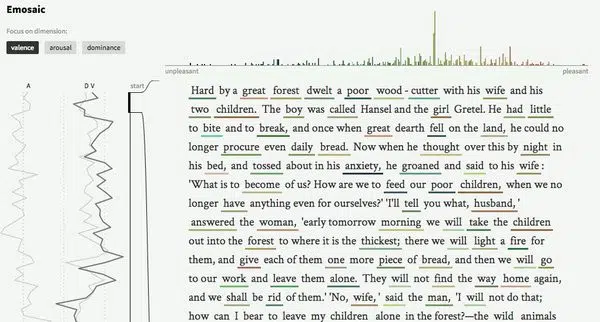 Emosaic
Focus on dimension:
valence arousal dominance
unpleasant pleasant
A D V start
Hard by a great forest dwelt a poor wood-cutter with his wife and his
two children. The boy was called Hansel and the girl Gretel. He had little
to bite and to break, and once when great dearth fell on the land, he could no
longer procure even daily bread. Now when he thought over this by night in
his bed, and tossed about in his anxiety, he groaned and said to his wife:
'What is to become of us? How are we to feed our poor children, when we no
longer have anything even for ourselves?' 'I'll tell you what, husband,'
answered the woman, 'early tomorrow morning we will take the children
out into the forest to where it is the thickest; there we will light a fire for
them, and give each of them one more piece of bread, and then we will go
to our work and leave them alone. They will not find the way home again,
and we shall be rid of them.' 'No, wife,' said the man, 'I will not do that;
how can I bear to leave my children alone in the forest?—the wild animals